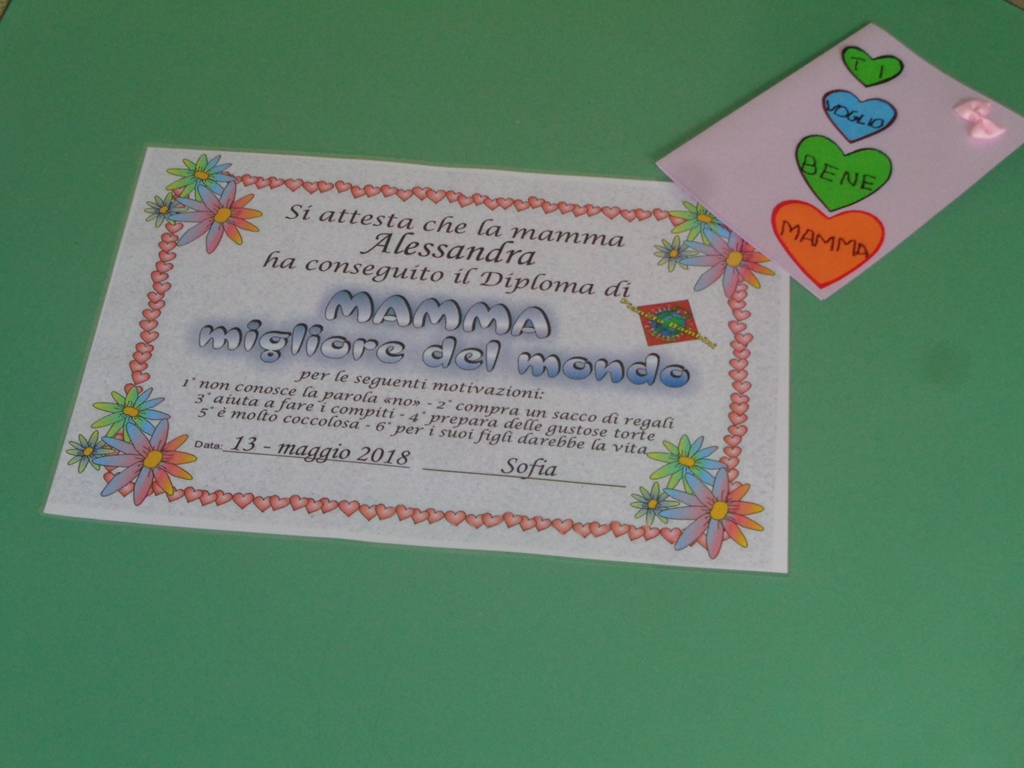 Si attesta che la mamma
Alessandra
ha conseguito il Diploma di
MAMMA
migliore del mondo
per le seguenti motivazioni:
1° non conosce la parola «no» - 2° compra un sacco di regali
3° aiuta a fare i compiti - 4° prepara delle gustose torte
5° è molto coccolosa - 6° per i suoi figli darebbe la vita
Data: 13 - maggio 2018 Sofia
TI
VOGLIO
BENE
MAMMA